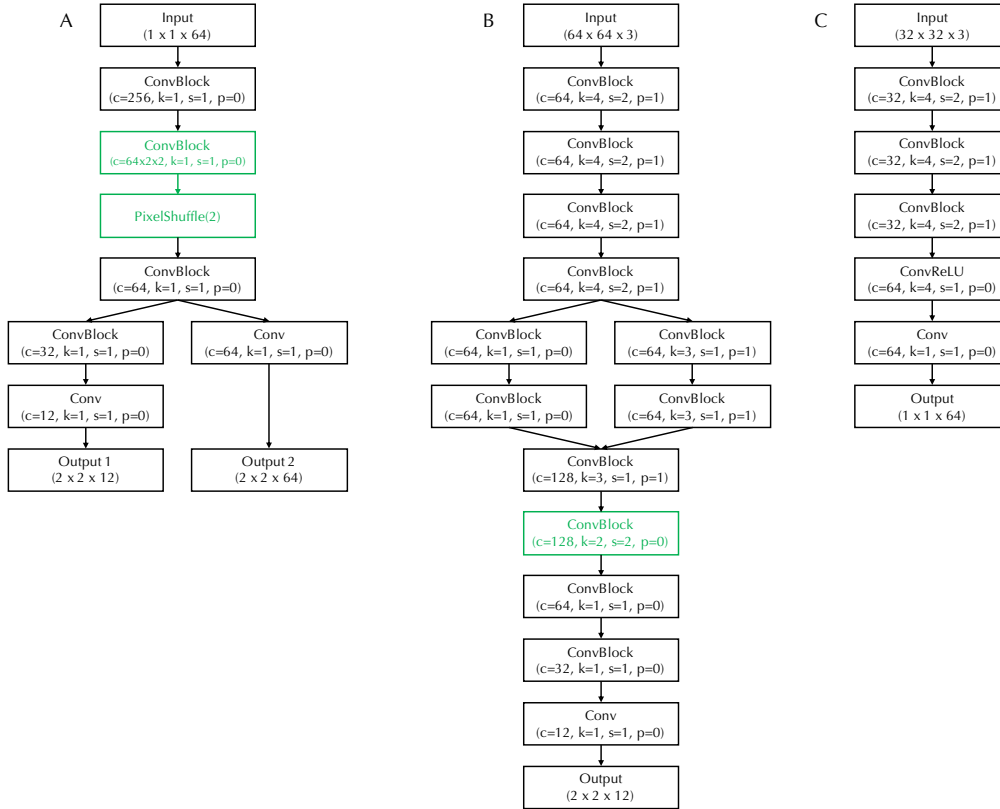 A
Input
(1 x 1 x 64)
ConvBlock
(c=256, k=1, s=1, p=0)
ConvBlock
(c=64x2x2, k=1, s=1, p=0)
PixelShuffle(2)
ConvBlock
(c=64, k=1, s=1, p=0)
ConvBlock
(c=32, k=1, s=1, p=0)
Conv
(c=12, k=1, s=1, p=0)
Output 1
(2 x 2 x 12)
Conv
(c=64, k=1, s=1, p=0)
Output 2
(2 x 2 x 64)
B
Input
(64 x 64 x 3)
ConvBlock
(c=64, k=4, s=2, p=1)
ConvBlock
(c=64, k=4, s=2, p=1)
ConvBlock
(c=64, k=4, s=2, p=1)
ConvBlock
(c=64, k=4, s=2, p=1)
ConvBlock
(c=64, k=1, s=1, p=0)
ConvBlock
(c=64, k=1, s=1, p=0)
ConvBlock
(c=64, k=3, s=1, p=1)
ConvBlock
(c=64, k=3, s=1, p=1)
ConvBlock
(c=128, k=3, s=1, p=1)
ConvBlock
(c=128, k=2, s=2, p=0)
ConvBlock
(c=64, k=1, s=1, p=0)
ConvBlock
(c=32, k=1, s=1, p=0)
Conv
(c=12, k=1, s=1, p=0)
Output
(2 x 2 x 12)
C
Input
(32 x 32 x 3)
ConvBlock
(c=32, k=4, s=2, p=1)
ConvBlock
(c=32, k=4, s=2, p=1)
ConvBlock
(c=32, k=4, s=2, p=1)
ConvReLU
(c=64, k=4, s=1, p=0)
Conv
(c=64, k=1, s=1, p=0)
Output
(1 x 1 x 64)